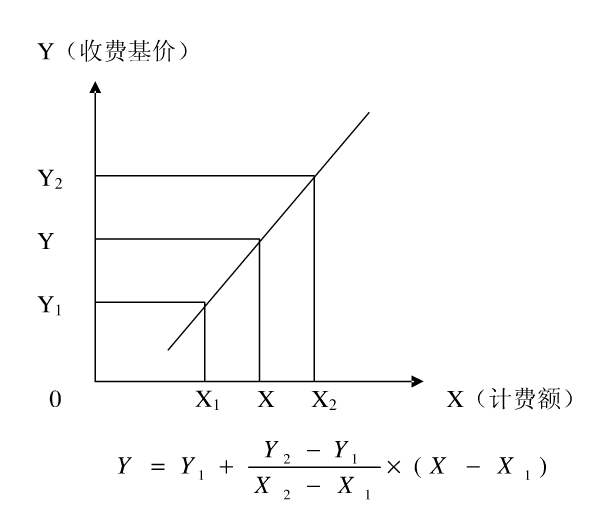 Y（收费基价）
Y₂
Y
Y₁
0 X₁ X X₂ X（计费额）
Y = Y₁ + (Y₂ − Y₁)/(X₂ − X₁) × (X − X₁)